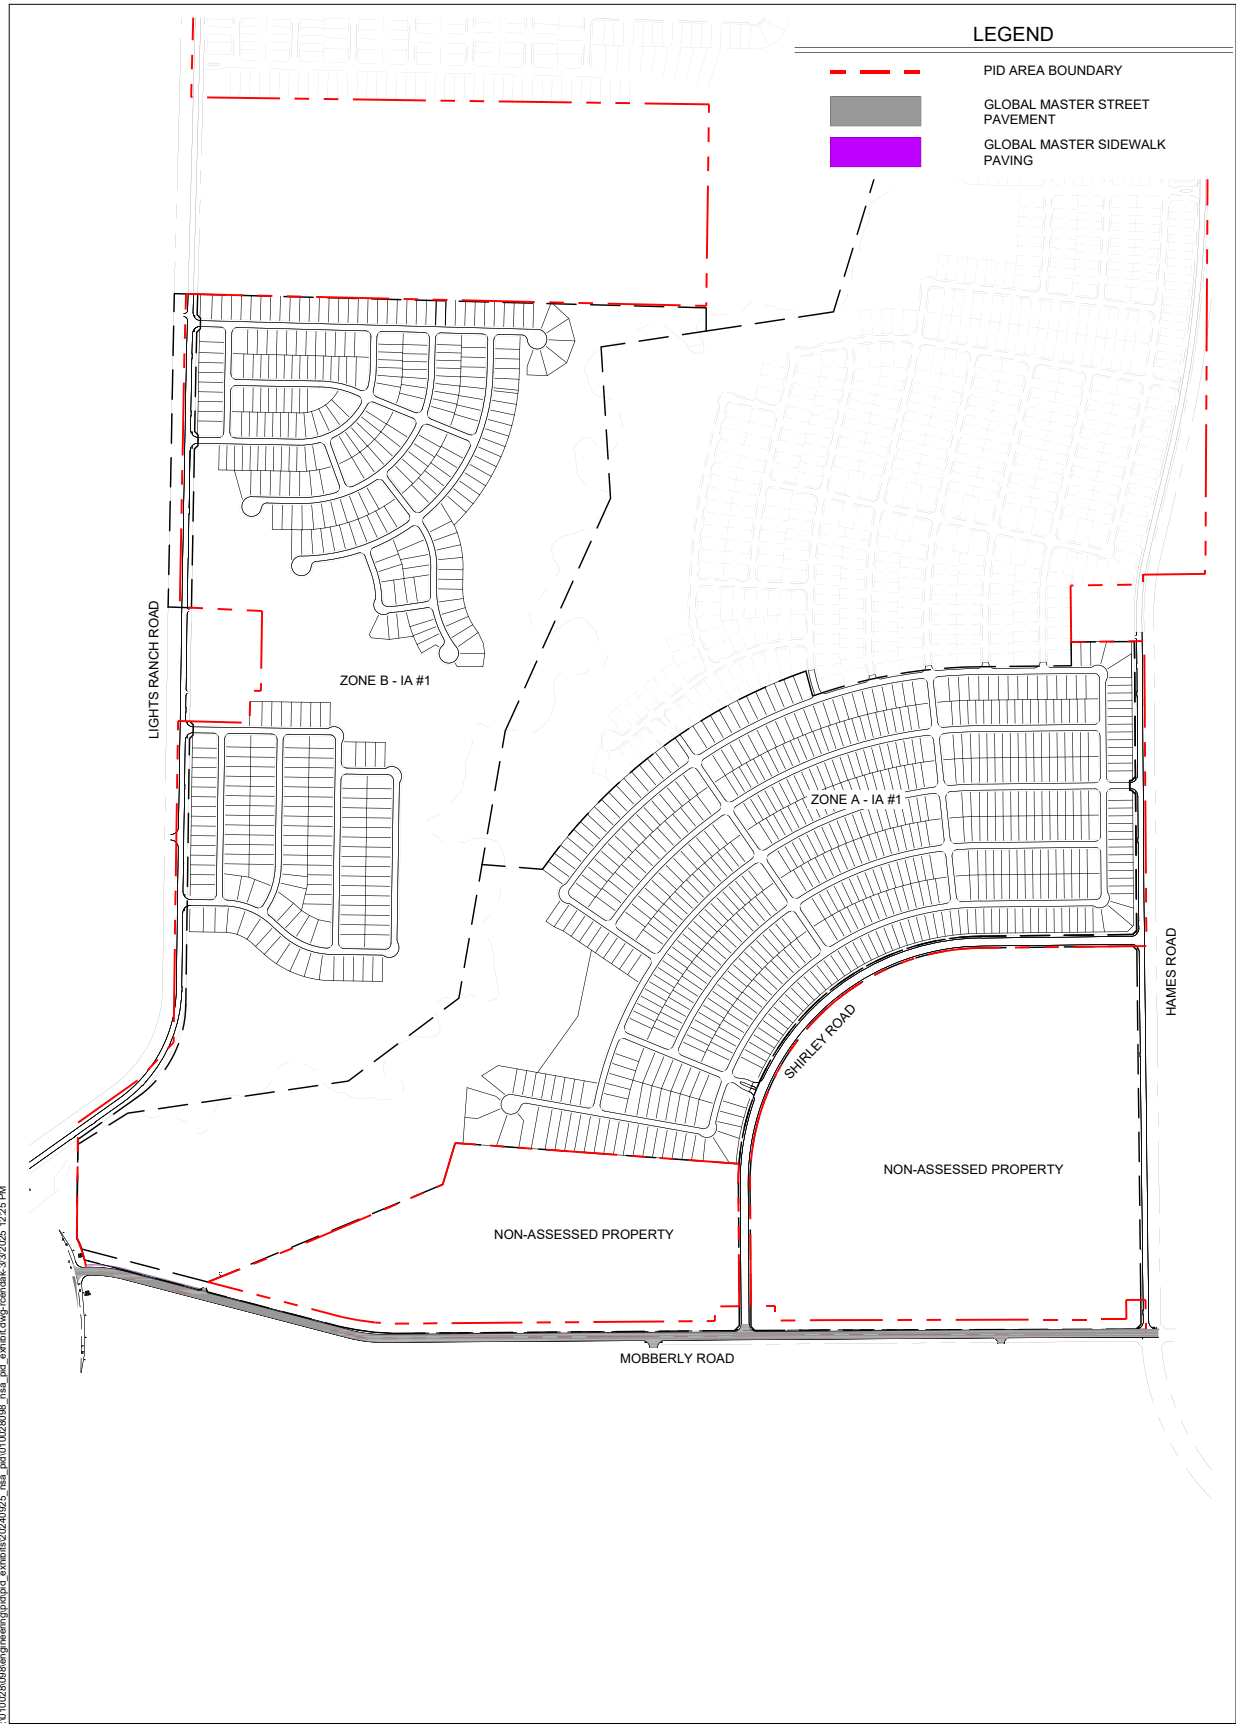 LEGEND
PID AREA BOUNDARY
GLOBAL MASTER STREET
PAVEMENT
GLOBAL MASTER SIDEWALK
PAVING
LIGHTS RANCH ROAD
ZONE B - IA #1
ZONE A - IA #1
HAMES ROAD
SHIRLEY ROAD
NON-ASSESSED PROPERTY
NON-ASSESSED PROPERTY
MOBBERLY ROAD